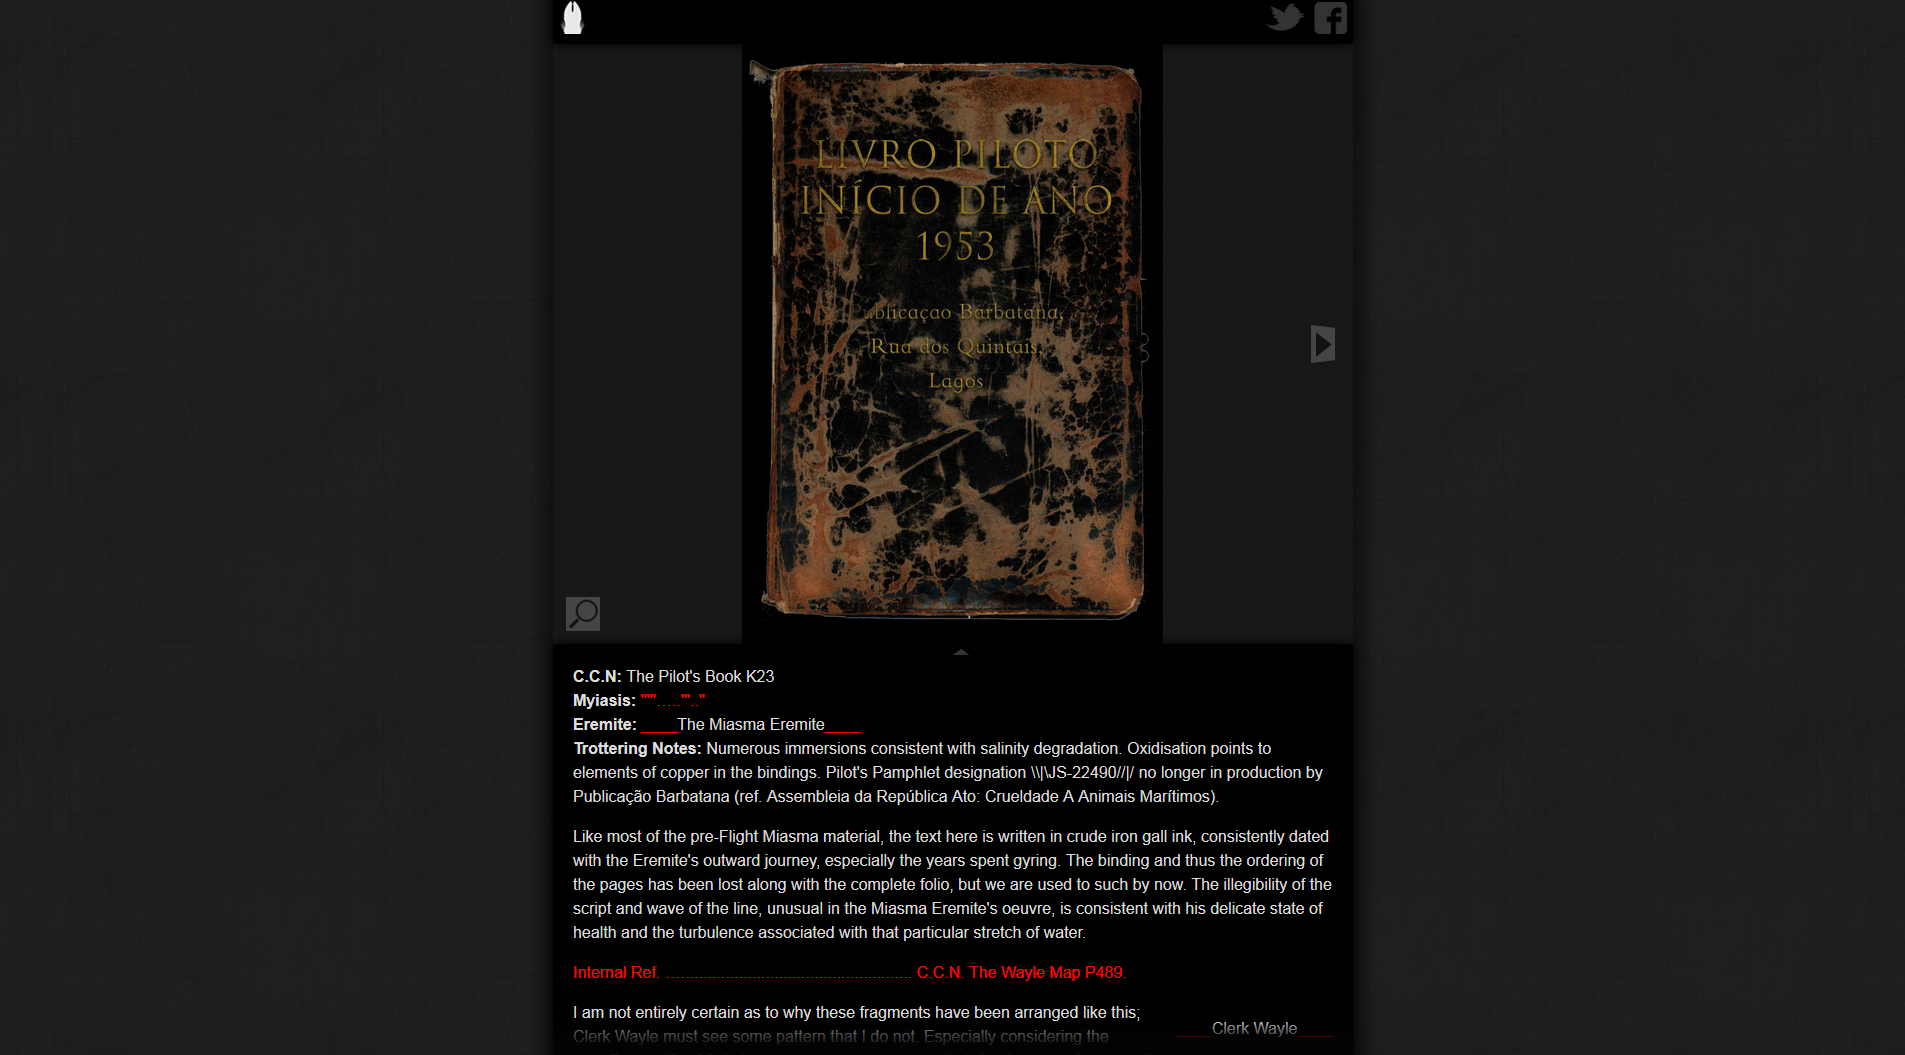 LIVRO PILOTO
INÍCIO DE ANO
1953
Publicaçao Barbatana,
Rua dos Quintais,
Lagos
C.C.N: The Pilot's Book K23
Myiasis: """.....'"..."
Eremite: ____The Miasma Eremite____
Trottering Notes: Numerous immersions consistent with salinity degradation. Oxidisation points to
elements of copper in the bindings. Pilot's Pamphlet designation \\|\JS-22490//|/ no longer in production by
Publicação Barbatana (ref. Assembleia da República Ato: Crueldade A Animais Marítimos).
Like most of the pre-Flight Miasma material, the text here is written in crude iron gall ink, consistently dated
with the Eremite's outward journey, especially the years spent gyring. The binding and thus the ordering of
the pages has been lost along with the complete folio, but we are used to such by now. The illegibility of the
script and wave of the line, unusual in the Miasma Eremite's oeuvre, is consistent with his delicate state of
health and the turbulence associated with that particular stretch of water.
Internal Ref. .................................................. C.C.N. The Wayle Map P489.
I am not entirely certain as to why these fragments have been arranged like this;
Clerk Wayle must see some pattern that I do not. Especially considering the
____Clerk Wayle____